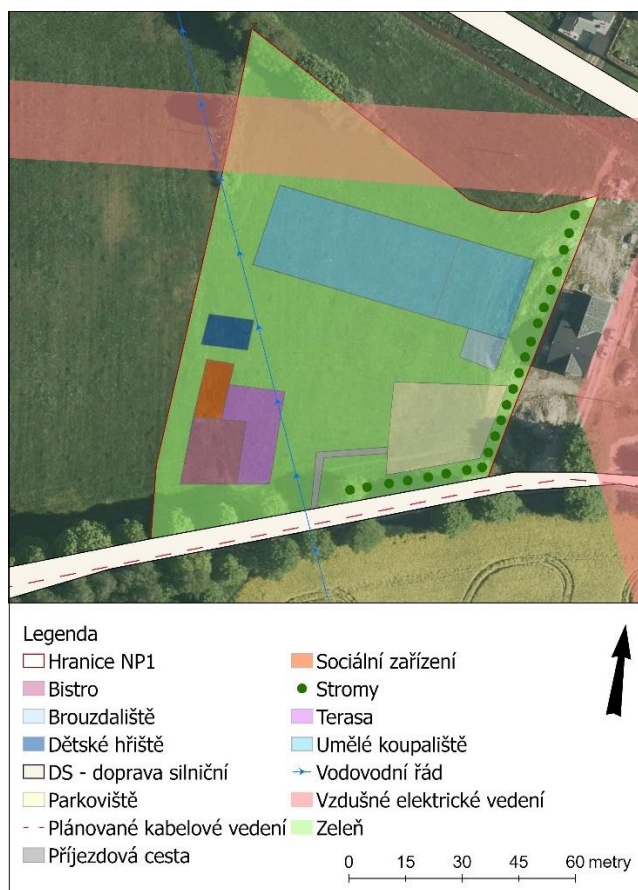 Legenda
Hranice NP1
Bistro
Brouzdaliště
Dětské hřiště
DS - doprava silniční
Parkoviště
Plánované kabelové vedení
Příjezdová cesta
Sociální zařízení
Stromy
Terasa
Umělé koupaliště
Vodovodní řád
Vzdušné elektrické vedení
Zeleň
0 15 30 45 60 metry